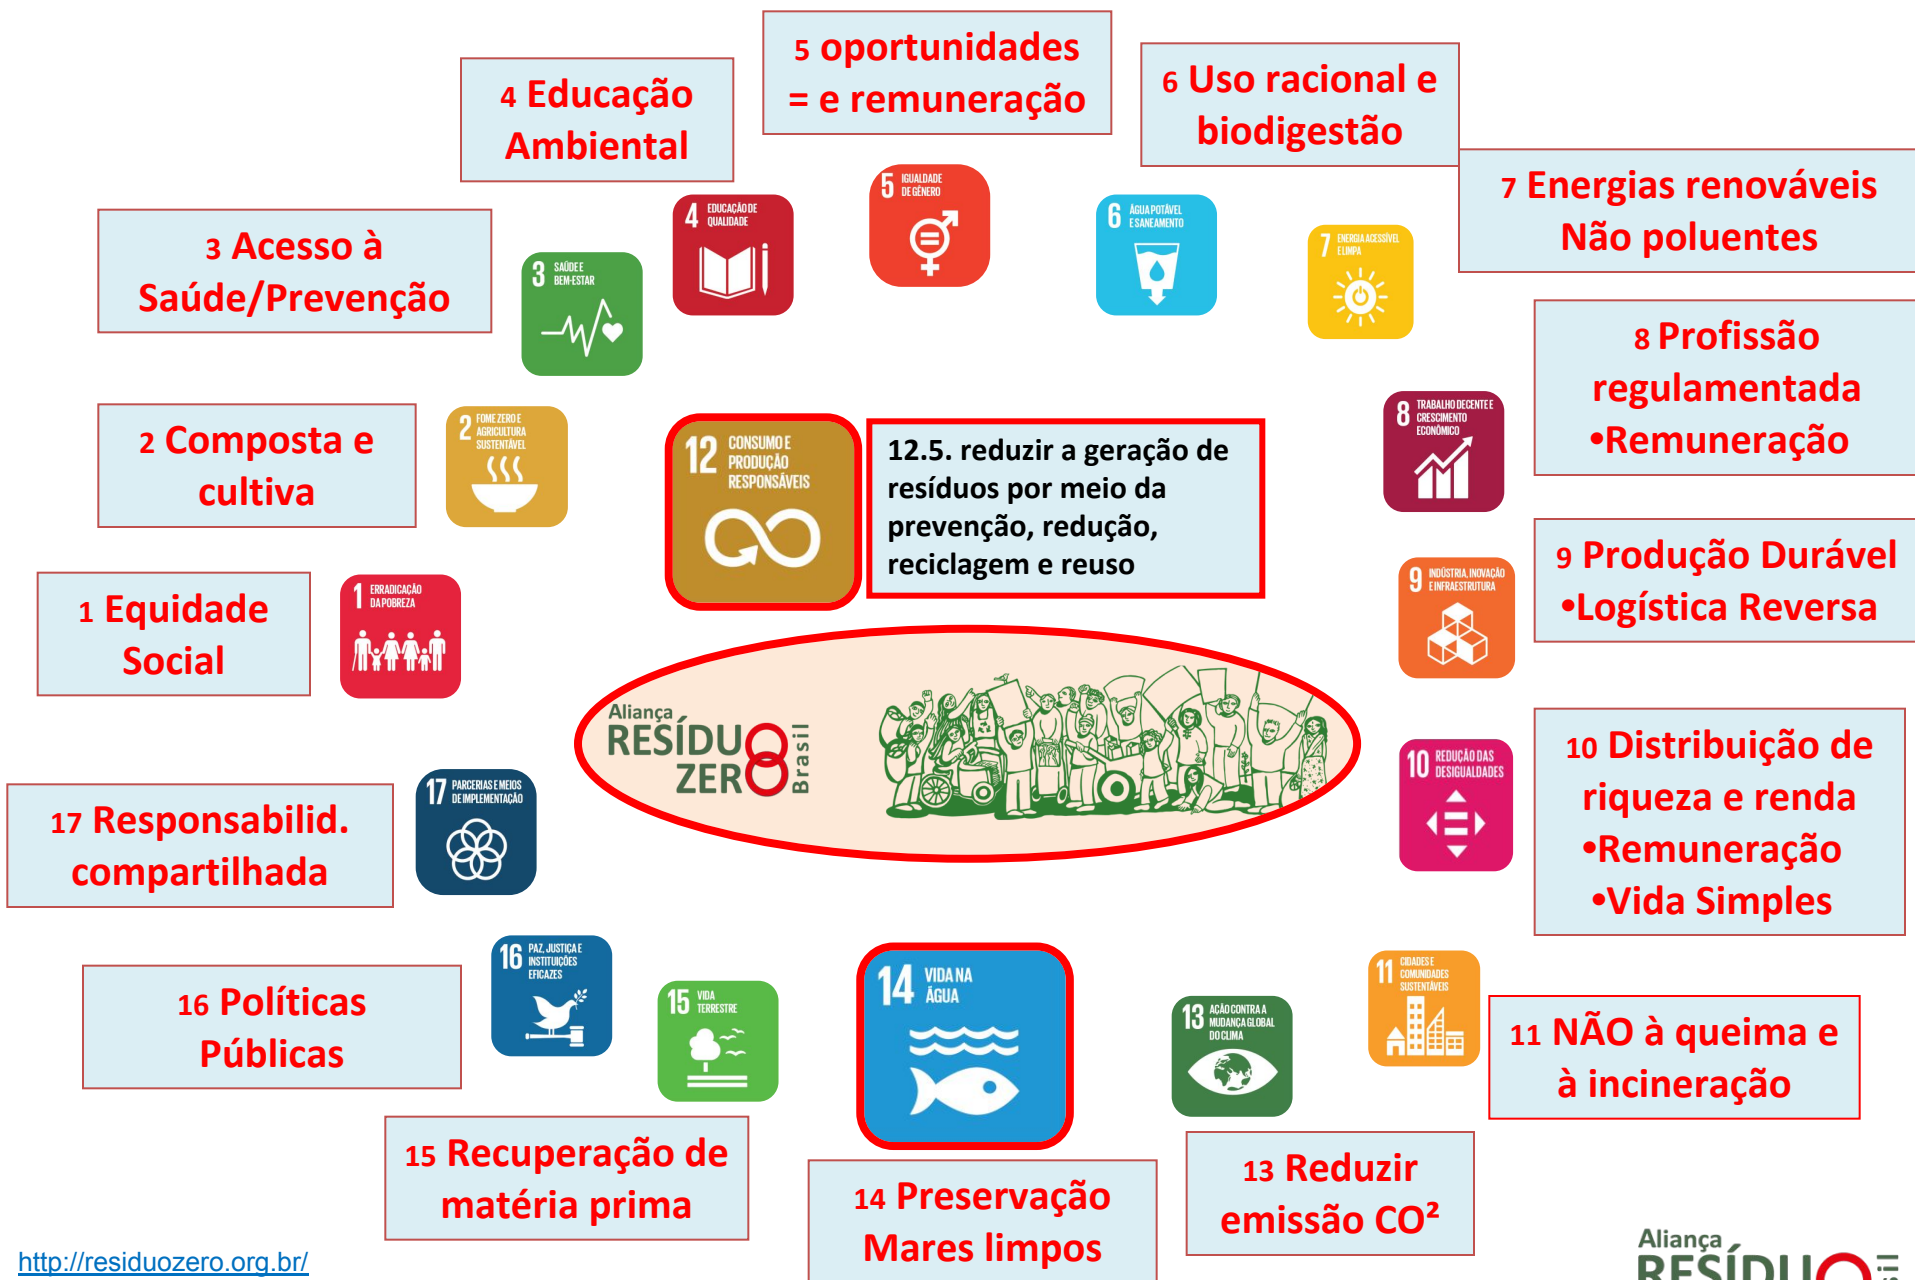 5 oportunidades
= e remuneração
4 Educação
Ambiental
6 Uso racional e
biodigestão
7 Energias renováveis
Não poluentes
3 Acesso à
Saúde/Prevenção
8 Profissão
regulamentada
•Remuneração
2 Composta e
cultiva
9 Produção Durável
•Logística Reversa
1 Equidade
Social
10 Distribuição de
riqueza e renda
•Remuneração
•Vida Simples
17 Responsabilid.
compartilhada
16 Políticas
Públicas
11 NÃO à queima e
à incineração
15 Recuperação de
matéria prima
14 Preservação
Mares limpos
13 Reduzir
emissão CO²
5 IGUALDADE
DE GÊNERO
4 EDUCAÇÃO DE
QUALIDADE
6 ÁGUA POTÁVEL
E SANEAMENTO
7 ENERGIA ACESSÍVEL
E LIMPA
3 SAÚDE E
BEM-ESTAR
8 TRABALHO DECENTE E
CRESCIMENTO
ECONÔMICO
2 FOME ZERO E
AGRICULTURA
SUSTENTÁVEL
12 CONSUMO E
PRODUÇÃO
RESPONSÁVEIS
12.5. reduzir a geração de
resíduos por meio da
prevenção, redução,
reciclagem e reuso
9 INDÚSTRIA, INOVAÇÃO
E INFRAESTRUTURA
1 ERRADICAÇÃO
DA POBREZA
Aliança
RESÍDUO
ZERO
Brasil
10 REDUÇÃO DAS
DESIGUALDADES
17 PARCERIAS E MEIOS
DE IMPLEMENTAÇÃO
16 PAZ, JUSTIÇA E
INSTITUIÇÕES
EFICAZES
15 VIDA
TERRESTRE
14 VIDA NA
ÁGUA
13 AÇÃO CONTRA A
MUDANÇA GLOBAL
DO CLIMA
11 CIDADES E
COMUNIDADES
SUSTENTÁVEIS
http://residuozero.org.br/
Aliança
RESÍDUO